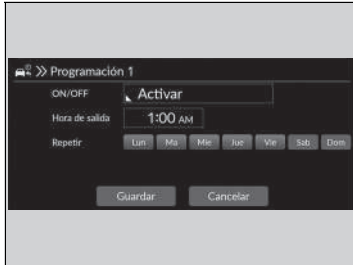 Programación 1
ON/OFF Activar
Hora de salida 1:00 AM
Repetir Lun Ma Mie Jue Vie Sab Dom
Guardar Cancelar